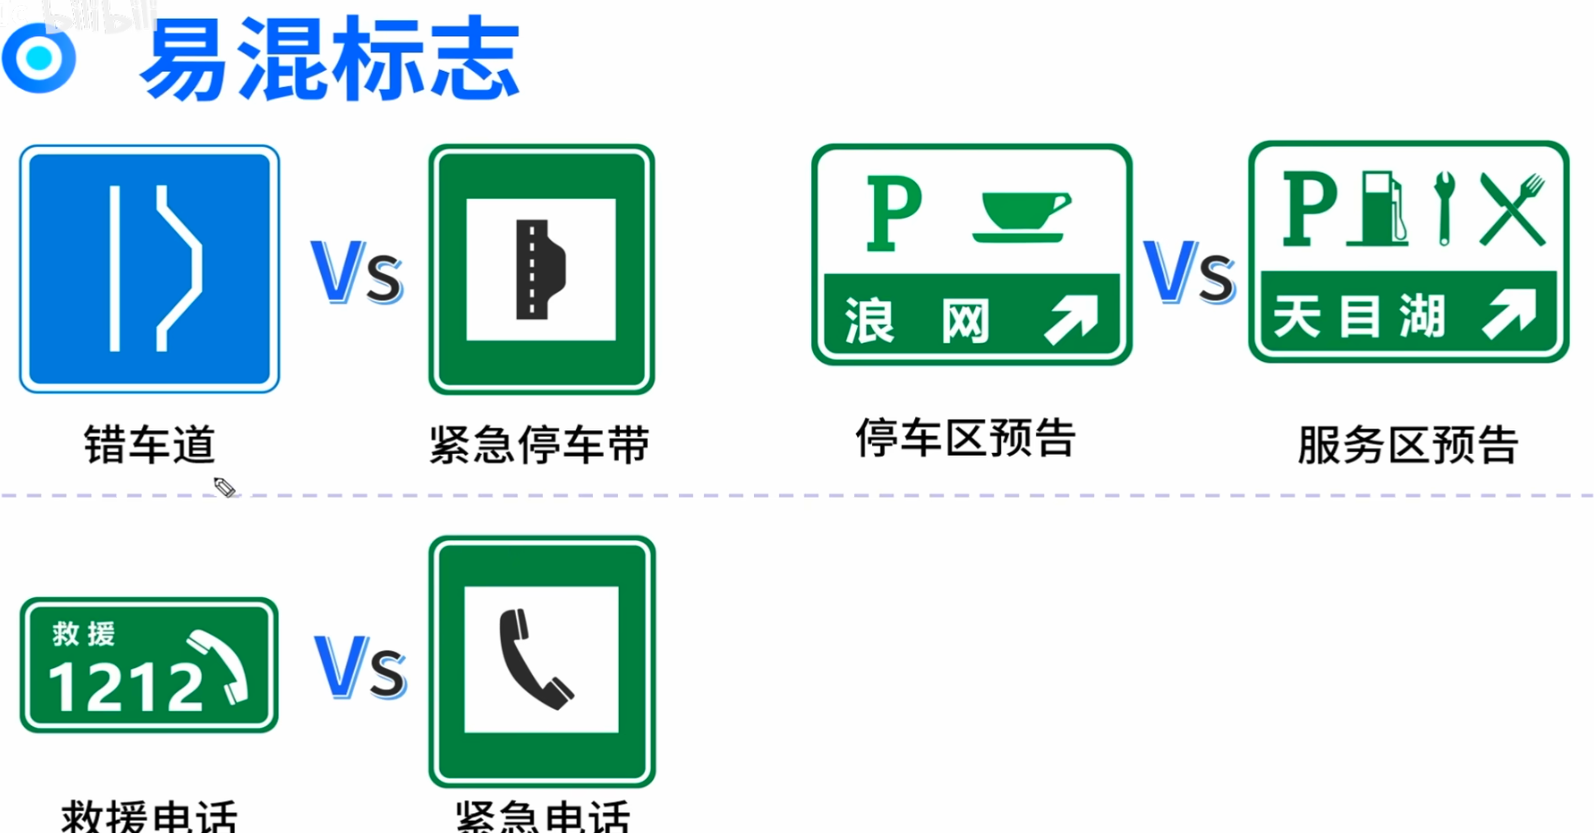 bilibili
易混标志
VS
P
浪 网
VS
P
天目湖
错车道
紧急停车带
停车区预告
服务区预告
救援
1212
VS
救援电话
紧急电话